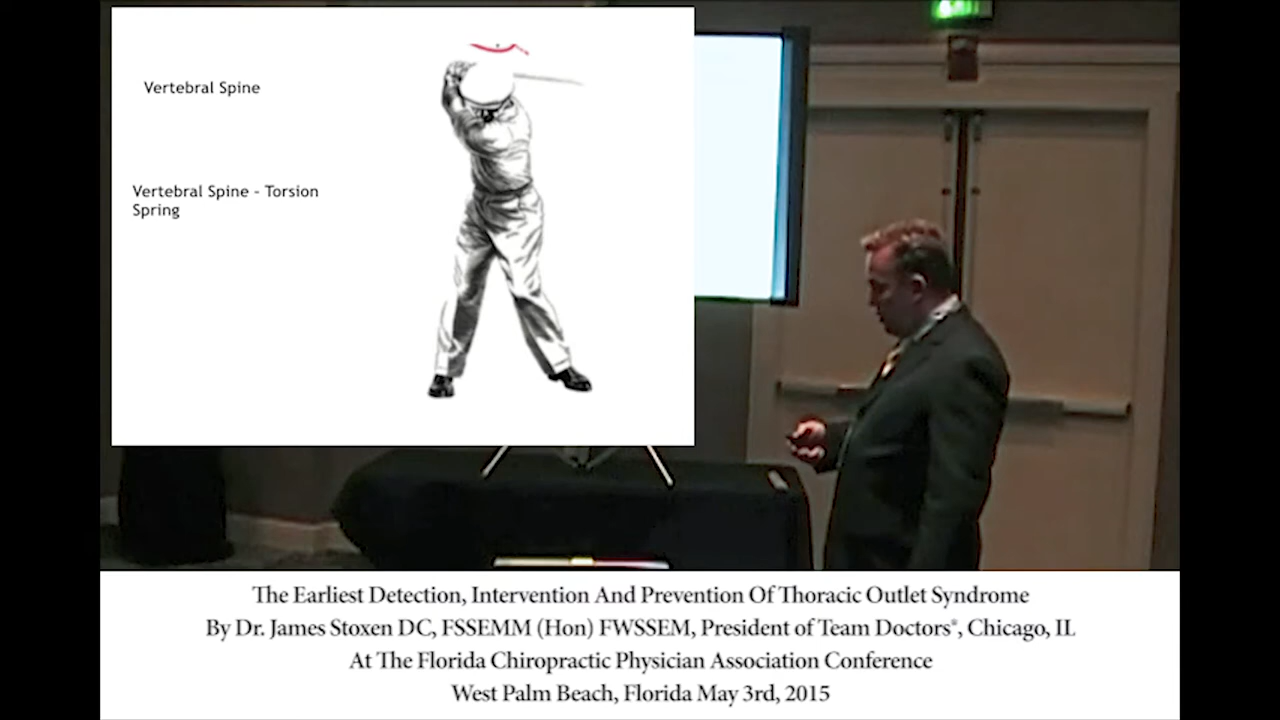 Vertebral Spine
Vertebral Spine - Torsion
Spring
The Earliest Detection, Intervention And Prevention Of Thoracic Outlet Syndrome
By Dr. James Stoxen DC, FSSEMM (Hon) FWSSEM, President of Team Doctors®, Chicago, IL
At The Florida Chiropractic Physician Association Conference
West Palm Beach, Florida May 3rd, 2015